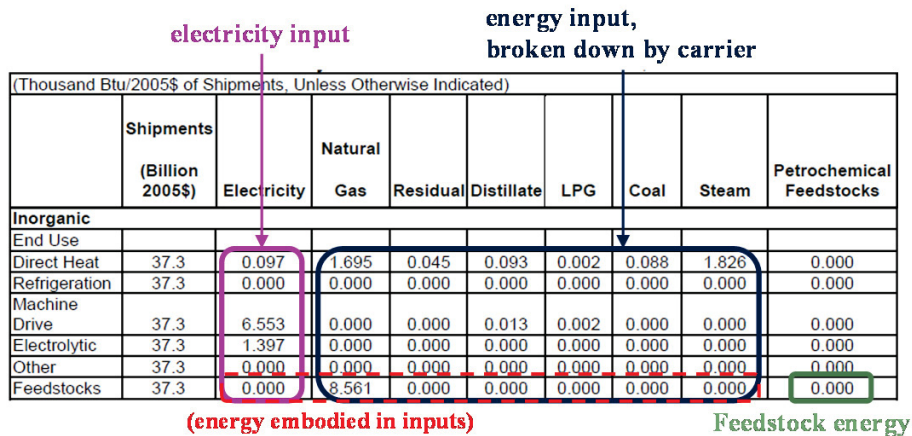 electricity input
energy input,
broken down by carrier
(Thousand Btu/2005$ of Shipments, Unless Otherwise Indicated)
Shipments (Billion 2005$) Electricity Natural Gas Residual Distillate LPG Coal Steam Petrochemical Feedstocks
Inorganic
End Use
Direct Heat 37.3 0.097 1.695 0.045 0.093 0.002 0.088 1.826 0.000
Refrigeration 37.3 0.000 0.000 0.000 0.000 0.000 0.000 0.000 0.000
Machine
Drive 37.3 6.553 0.000 0.000 0.013 0.002 0.000 0.000 0.000
Electrolytic 37.3 1.397 0.000 0.000 0.000 0.000 0.000 0.000 0.000
Other 37.3 0.000 0.000 0.000 0.000 0.000 0.000 0.000 0.000
Feedstocks 37.3 0.000 8.561 0.000 0.000 0.000 0.000 0.000 0.000
(energy embodied in inputs)
Feedstock energy